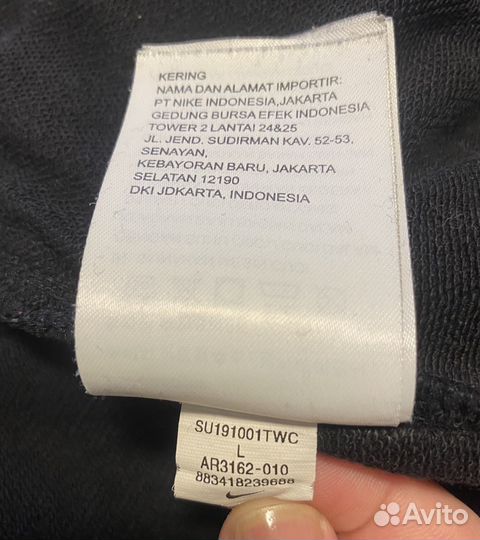 KERING
NAMA DAN ALAMAT IMPORTIR:
PT NIKE INDONESIA,JAKARTA
GEDUNG BURSA EFEK INDONESIA
TOWER 2 LANTAI 24&25
JL. JEND. SUDIRMAN KAV. 52-53,
SENAYAN,
KEBAYORAN BARU, JAKARTA
SELATAN 12190
DKI JDKARTA, INDONESIA
SU191001TWC
L
AR3162-010
883418239688
Avito